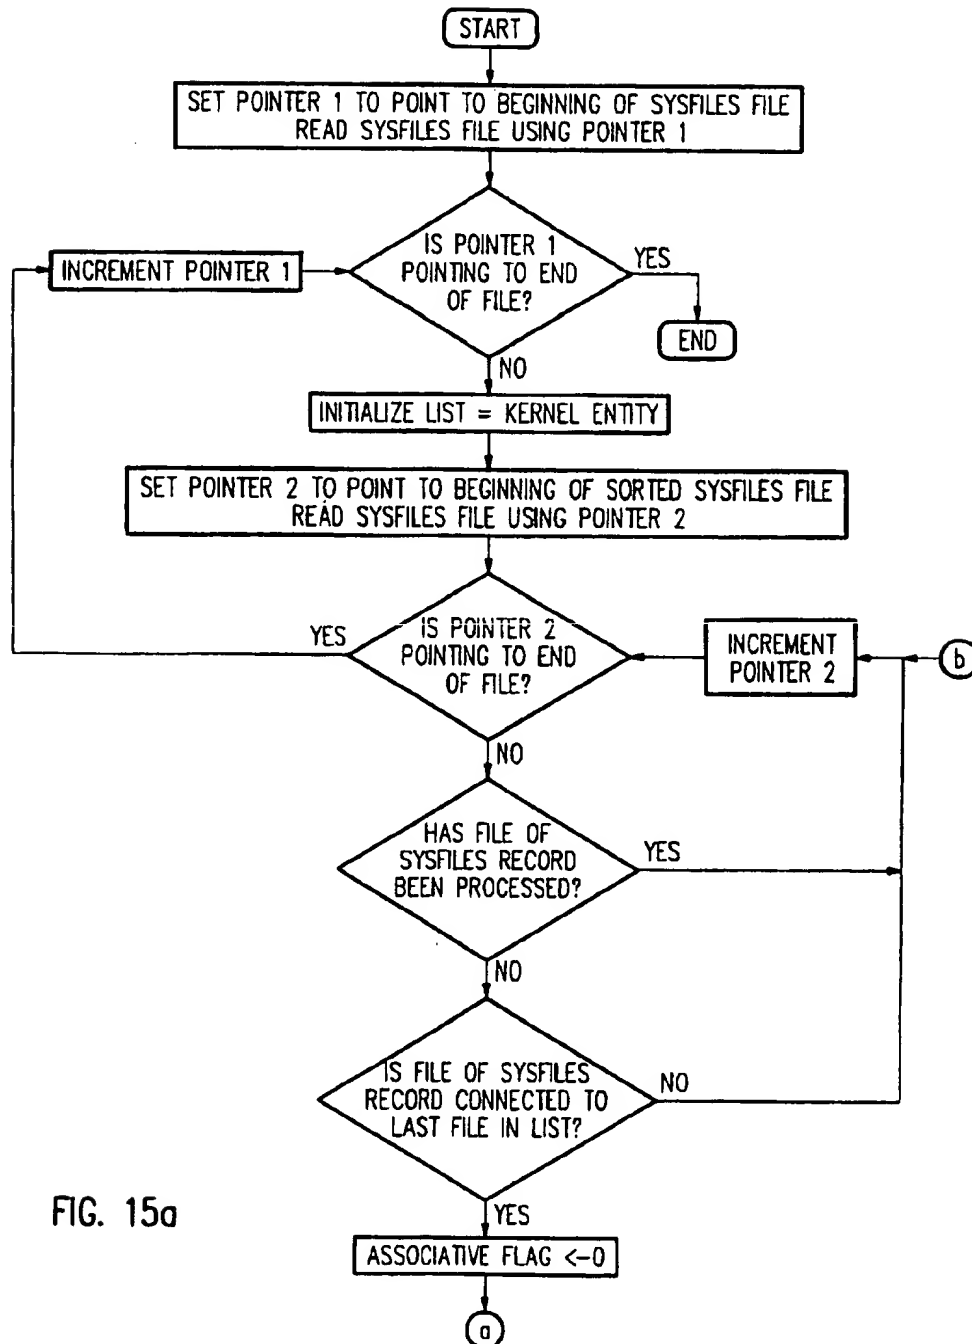 START
SET POINTER 1 TO POINT TO BEGINNING OF SYSFILES FILE
READ SYSFILES FILE USING POINTER 1
INCREMENT POINTER 1
IS POINTER 1
POINTING TO END
OF FILE?
YES
END
NO
INITIALIZE LIST = KERNEL ENTITY
SET POINTER 2 TO POINT TO BEGINNING OF SORTED SYSFILES FILE
READ SYSFILES FILE USING POINTER 2
YES
IS POINTER 2
POINTING TO END
OF FILE?
INCREMENT
POINTER 2
b
NO
HAS FILE OF
SYSFILES RECORD
BEEN PROCESSED?
YES
NO
IS FILE OF SYSFILES
RECORD CONNECTED TO
LAST FILE IN LIST?
NO
YES
FIG. 15a
ASSOCIATIVE FLAG <-0
a